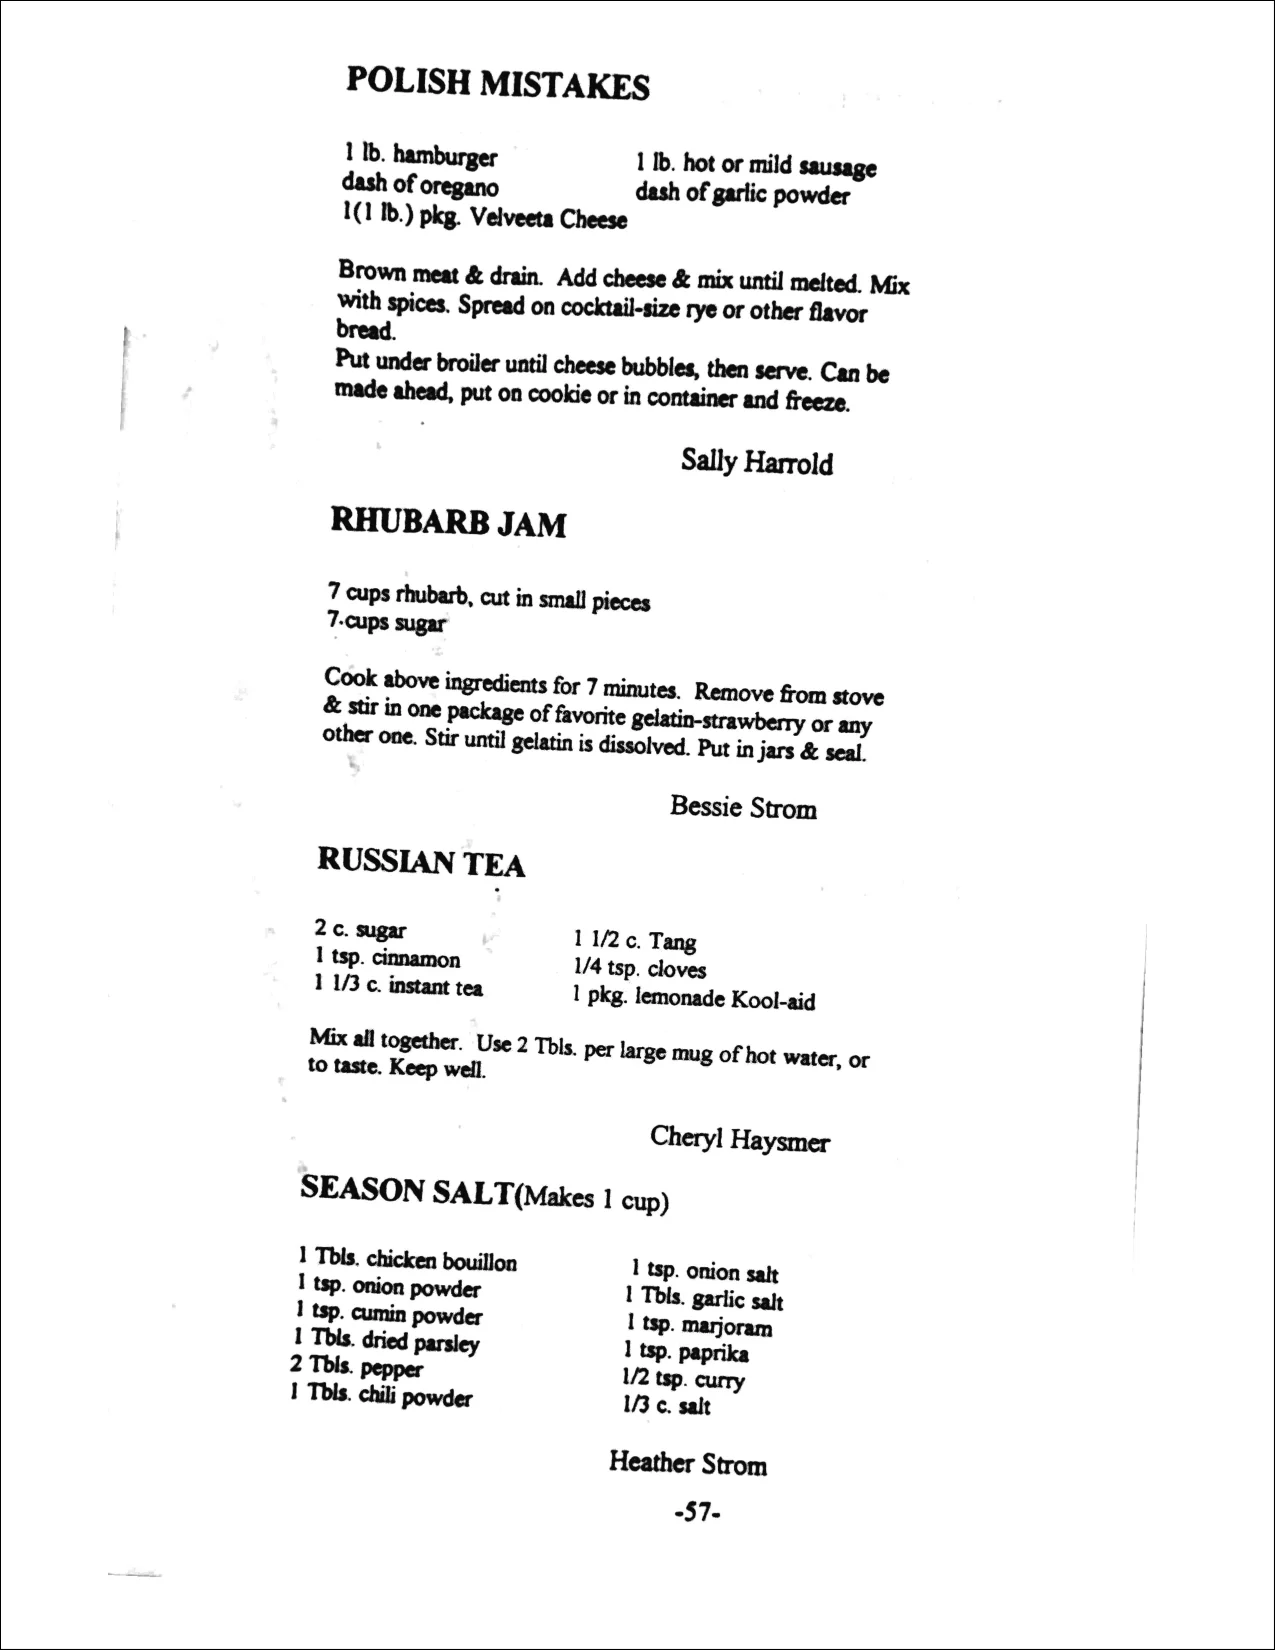 POLISH MISTAKES
1 lb. hamburger 1 lb. hot or mild sausage
dash of oregano dash of garlic powder
1(1 lb.) pkg. Velveeta Cheese
Brown meat & drain. Add cheese & mix until melted. Mix
with spices. Spread on cocktail-size rye or other flavor
bread.
Put under broiler until cheese bubbles, then serve. Can be
made ahead, put on cookie or in container and freeze.
Sally Harrold
RHUBARB JAM
7 cups rhubarb, cut in small pieces
7 cups sugar
Cook above ingredients for 7 minutes. Remove from stove
& stir in one package of favorite gelatin-strawberry or any
other one. Stir until gelatin is dissolved. Put in jars & seal.
Bessie Strom
RUSSIAN TEA
2 c. sugar 1 1/2 c. Tang
1 tsp. cinnamon 1/4 tsp. cloves
1 1/3 c. instant tea 1 pkg. lemonade Kool-aid
Mix all together. Use 2 Tbls. per large mug of hot water, or
to taste. Keep well.
Cheryl Haysmer
SEASON SALT(Makes 1 cup)
1 Tbls. chicken bouillon 1 tsp. onion salt
1 tsp. onion powder 1 Tbls. garlic salt
1 tsp. cumin powder 1 tsp. marjoram
1 Tbls. dried parsley 1 tsp. paprika
2 Tbls. pepper 1/2 tsp. curry
1 Tbls. chili powder 1/3 c. salt
Heather Strom
-57-